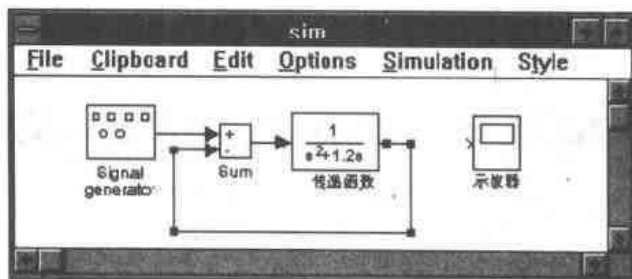 sim
File Clipboard Edit Options Simulation Style
+
-
1
s²+1.2s
Signal
generator
Sum
传递函数
示波器